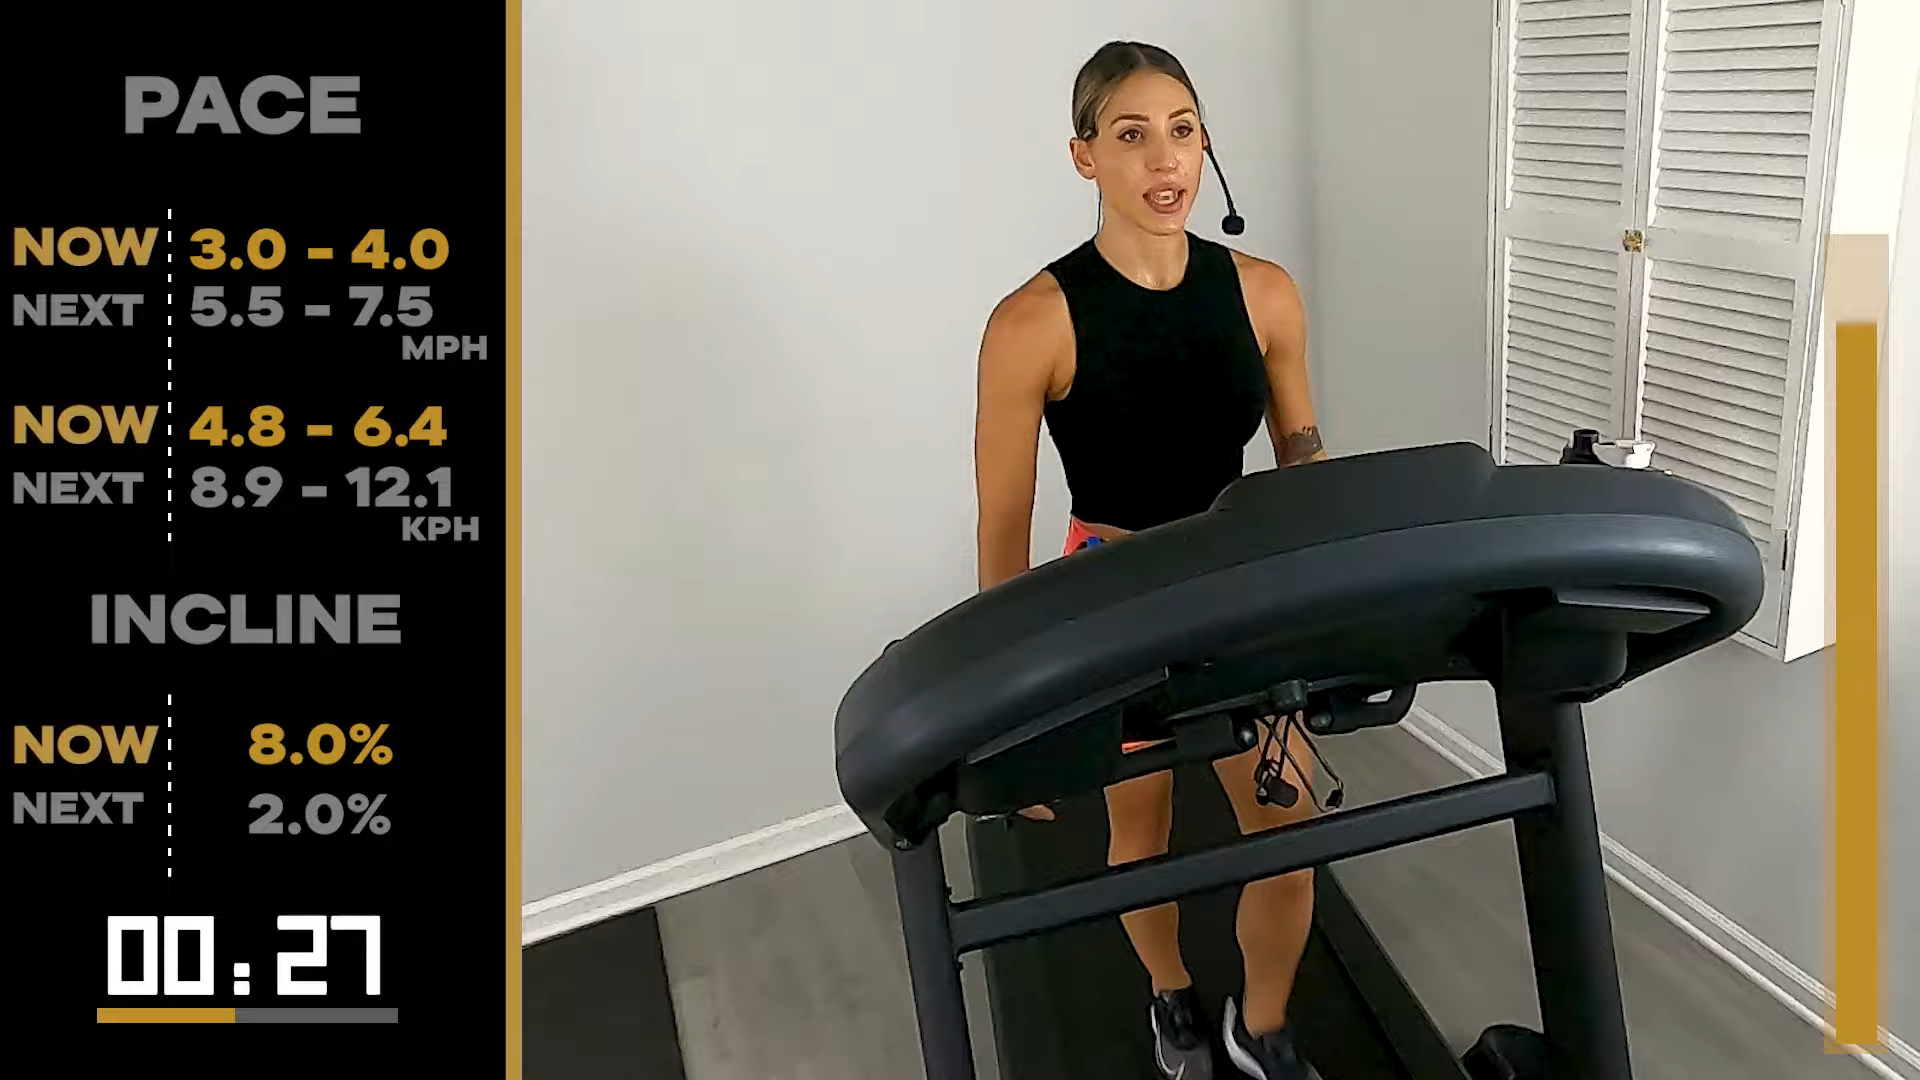 PACE
NOW 3.0 - 4.0
NEXT 5.5 - 7.5
MPH
NOW 4.8 - 6.4
NEXT 8.9 - 12.1
KPH
INCLINE
NOW 8.0%
NEXT 2.0%
00:27